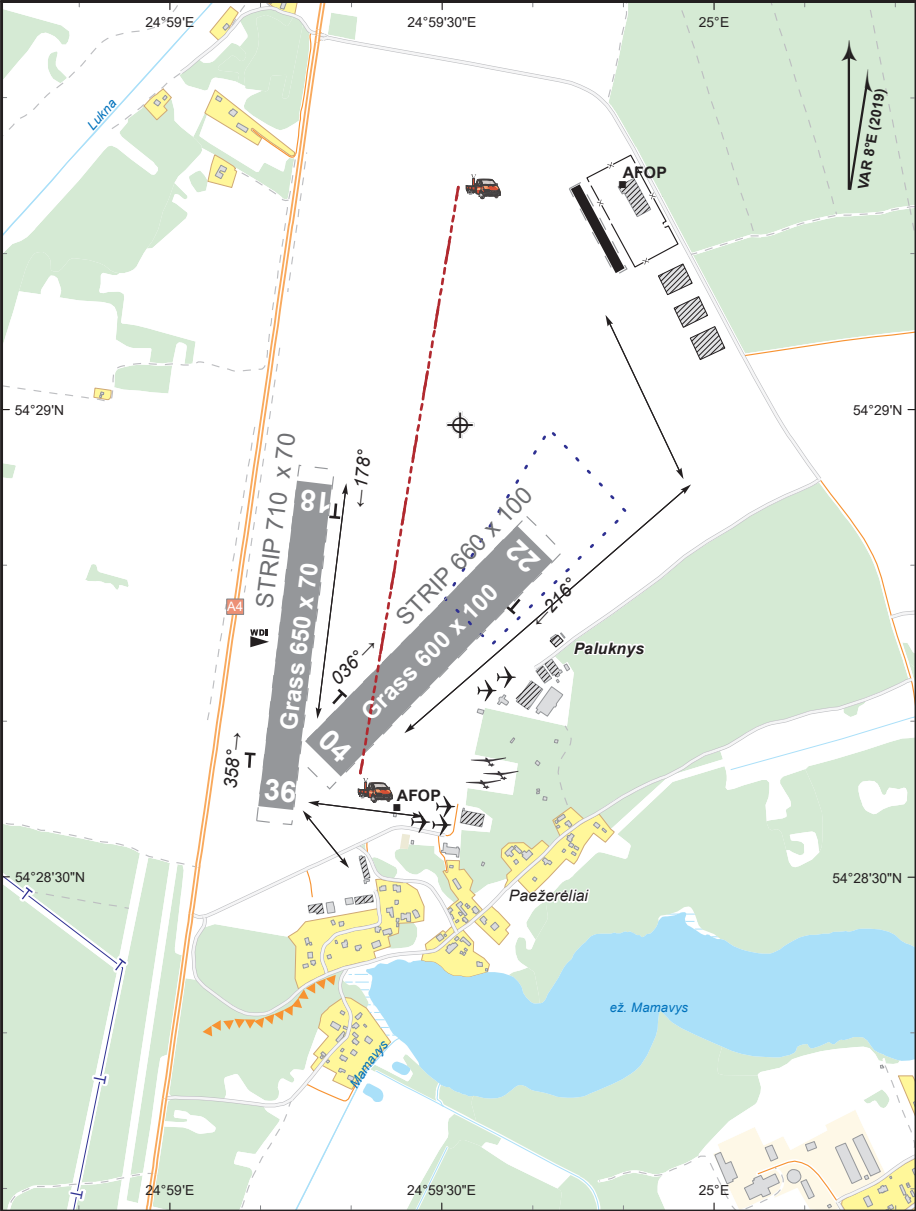 24°59'E
24°59'30"E
25°E
Lukna
VAR 8°E (2019)
AFOP
54°29'N
54°29'N
STRIP 710 x 70
←178°
18
STRIP 660 x 100
22
Grass 650 x 70
Grass 600 x 100
←216°
A4
WDI
036°→
Paluknys
04
358°→
36
AFOP
54°28'30"N
54°28'30"N
Paežerėliai
ež. Mamavys
Mamavys
24°59'E
24°59'30"E
25°E